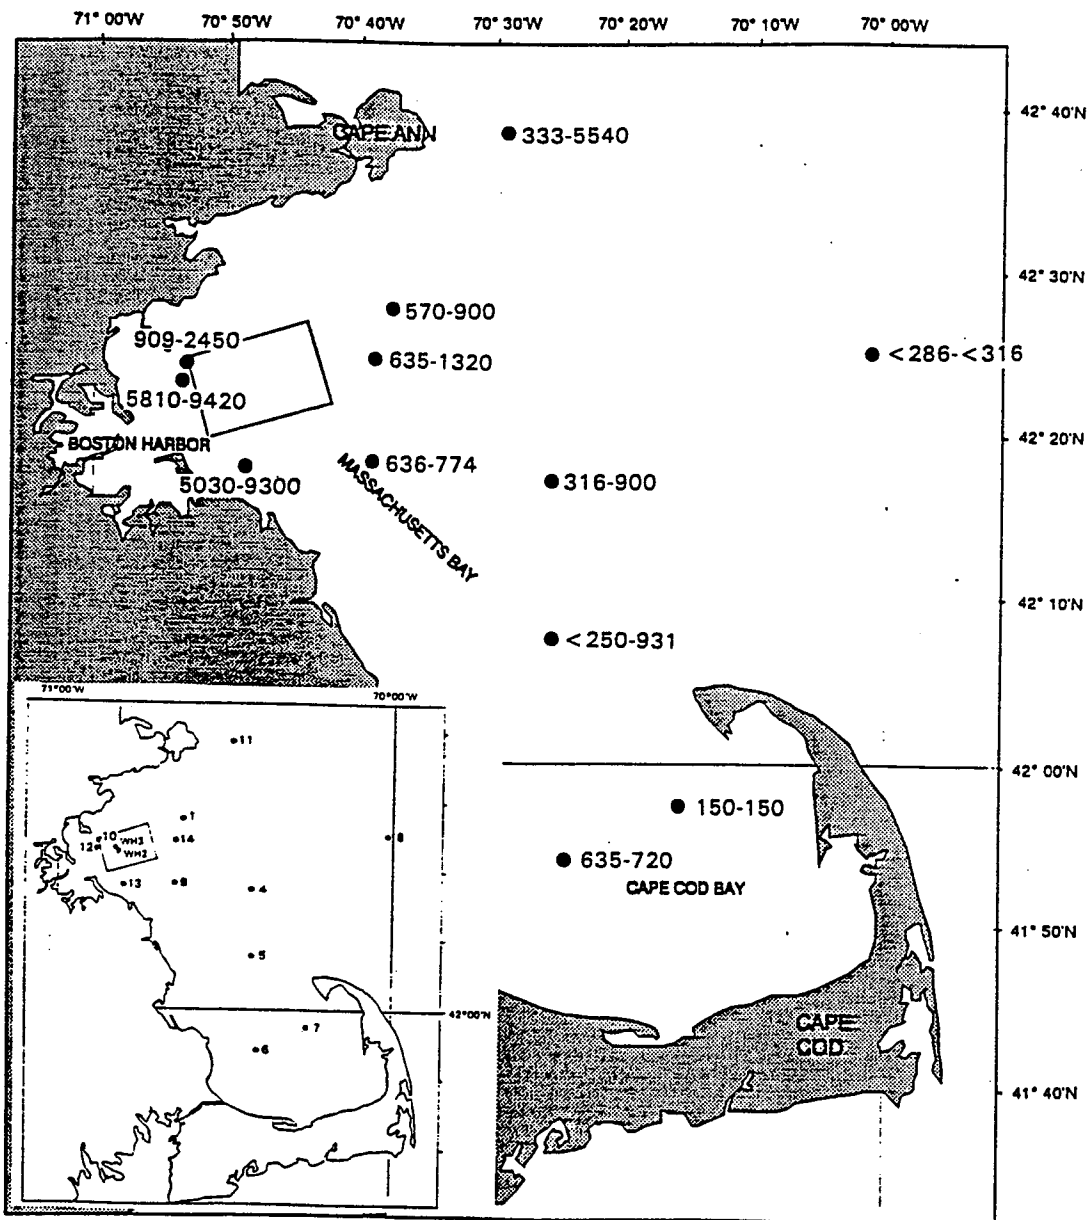 71° 00'W 70° 50'W 70° 40'W 70° 30'W 70° 20'W 70° 10'W 70° 00'W
42° 40'N
CAPE ANN
333-5540
42° 30'N
570-900
909-2450
635-1320
<286-<316
5810-9420
42° 20'N
BOSTON HARBOR
636-774
316-900
5030-9300
MASSACHUSETTS BAY
42° 10'N
<250-931
42° 00'N
150-150
635-720
CAPE COD BAY
41° 50'N
CAPE
COD
41° 40'N
71°00'W 70°00'W
11
1
10
WH3
14
8
12
WH2
13
4
5
42°00'N
7
6